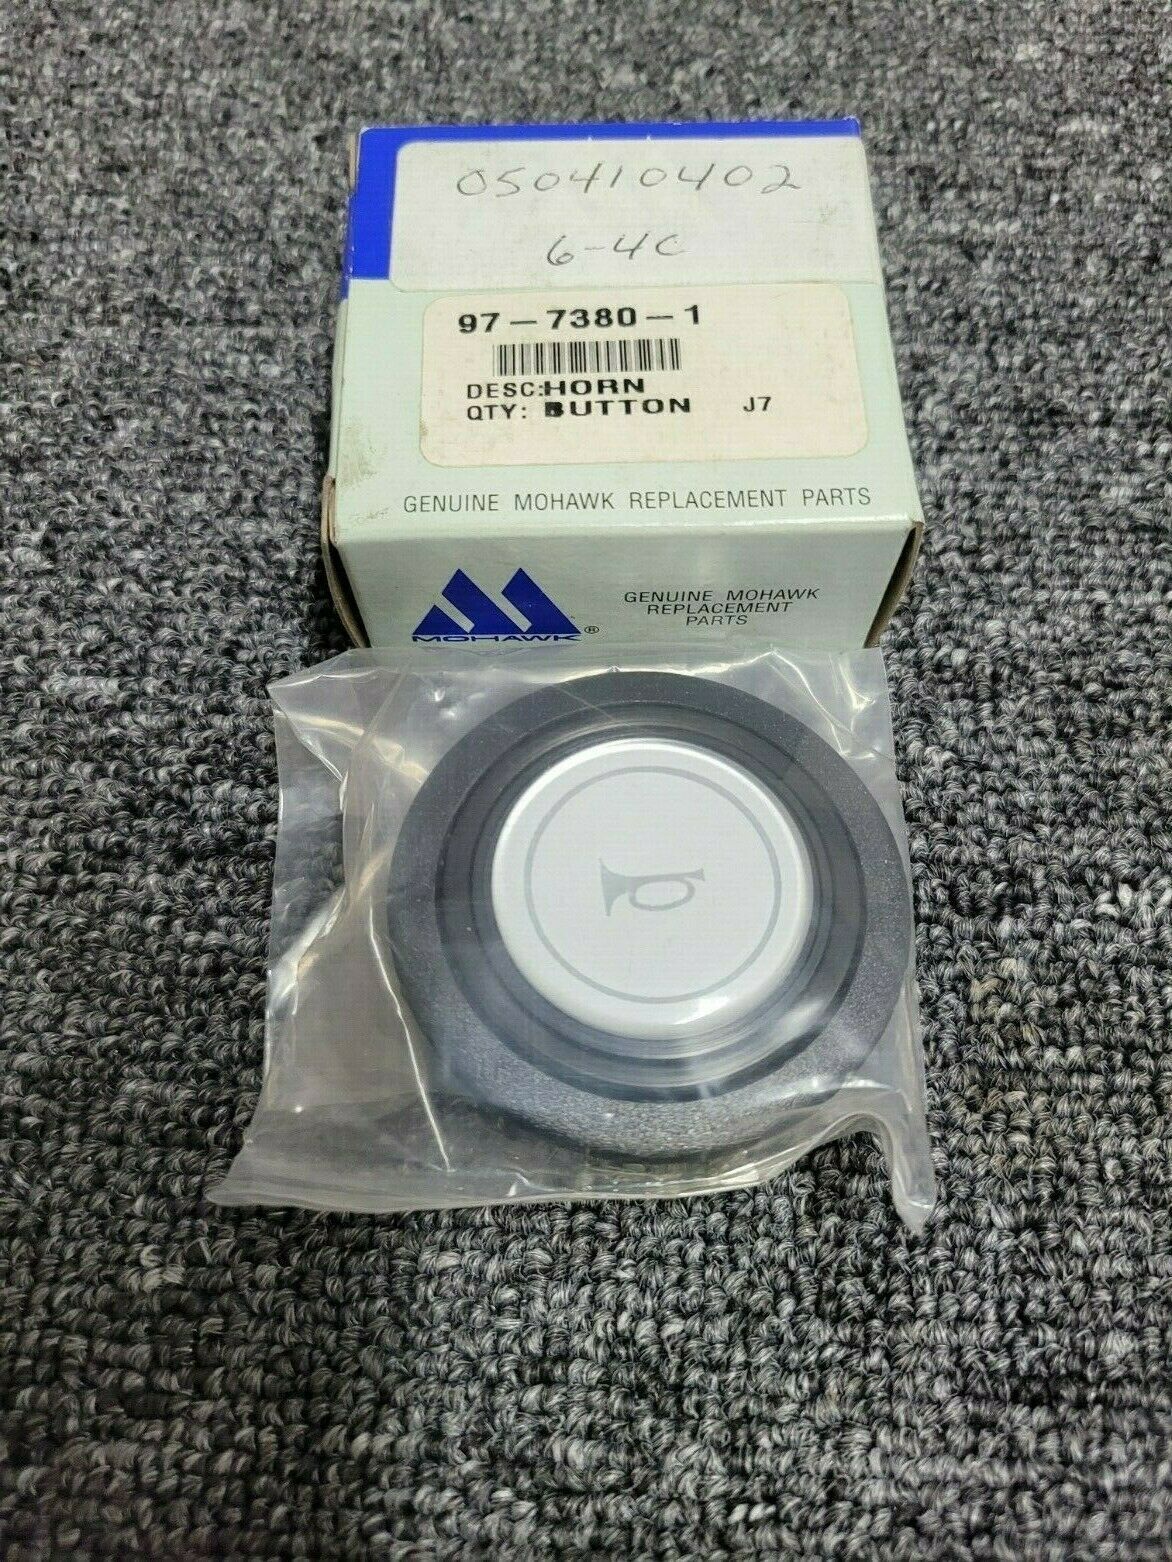 050410402
6-4C
97-7380-1
DESC:HORN
QTY: BUTTON J7
GENUINE MOHAWK REPLACEMENT PARTS
MOHAWK®
GENUINE MOHAWK
REPLACEMENT
PARTS